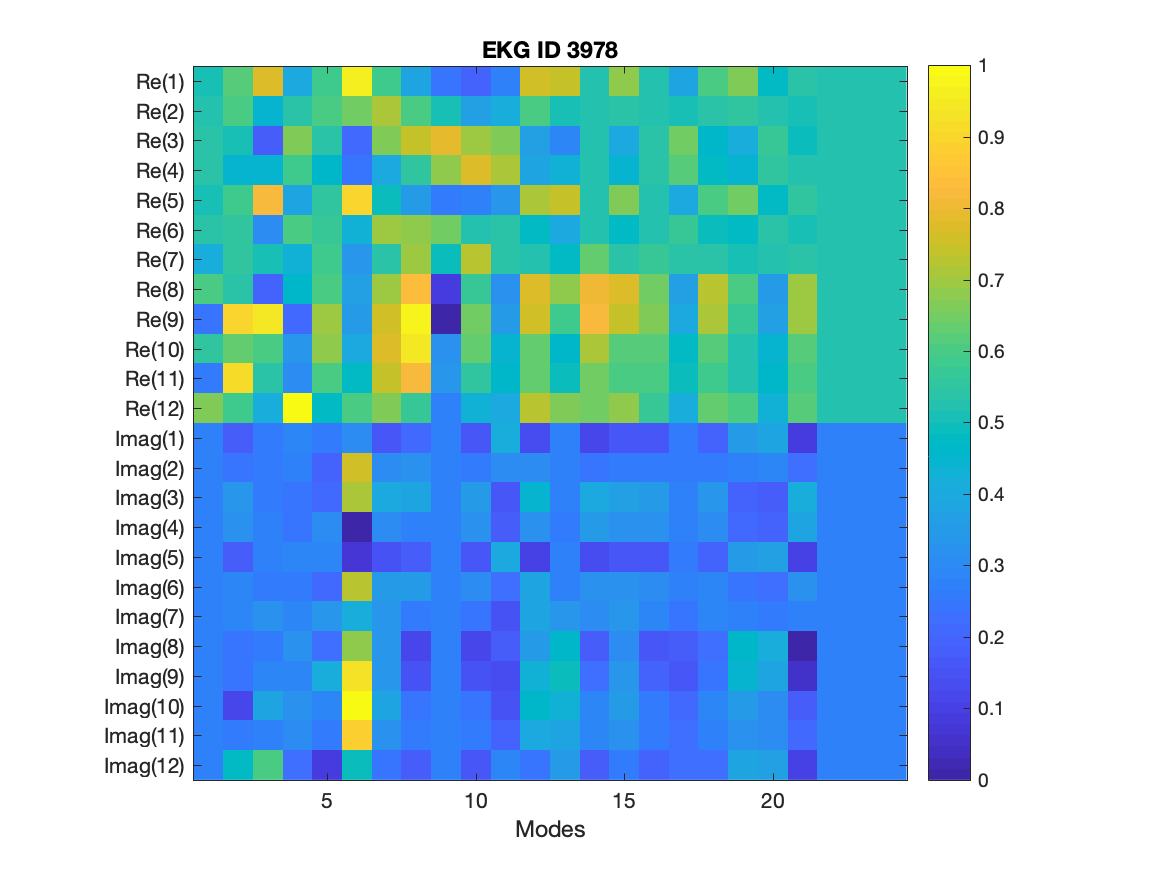 EKG ID 3978
Re(1)
Re(2)
Re(3)
Re(4)
Re(5)
Re(6)
Re(7)
Re(8)
Re(9)
Re(10)
Re(11)
Re(12)
Imag(1)
Imag(2)
Imag(3)
Imag(4)
Imag(5)
Imag(6)
Imag(7)
Imag(8)
Imag(9)
Imag(10)
Imag(11)
Imag(12)
5 10 15 20
Modes
1
0.9
0.8
0.7
0.6
0.5
0.4
0.3
0.2
0.1
0